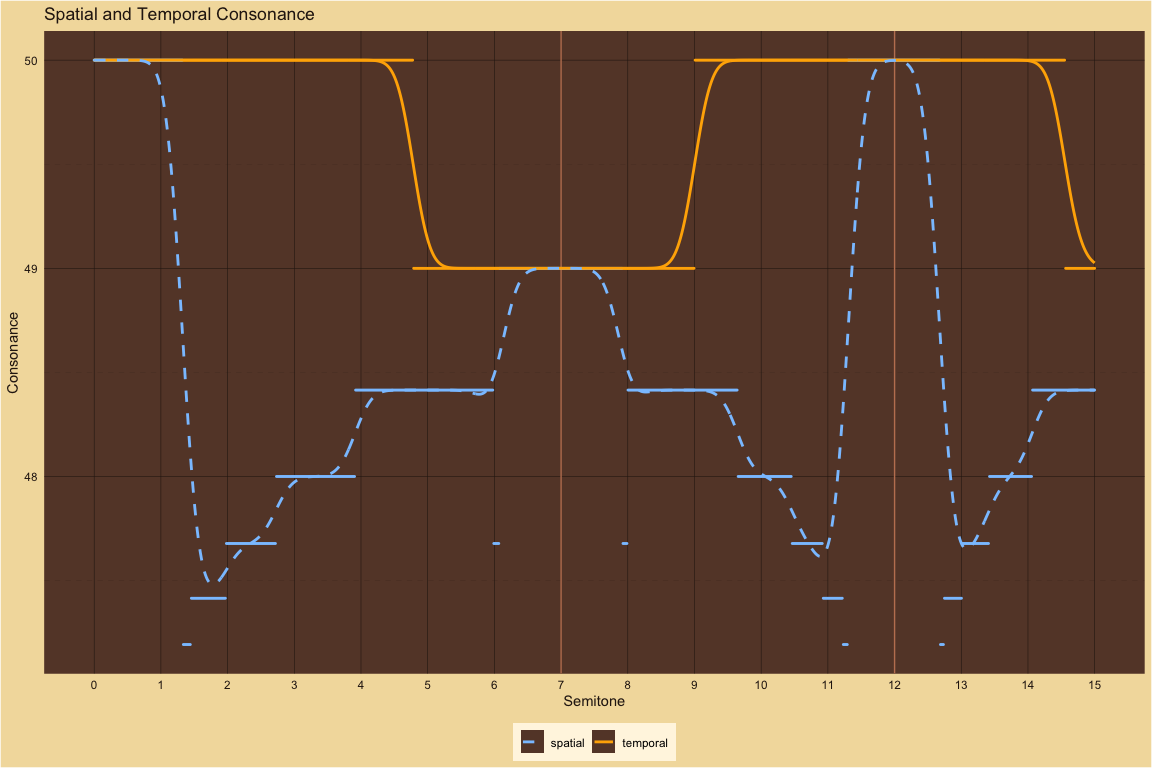 Spatial and Temporal Consonance
50
49
48
Consonance
0 1 2 3 4 5 6 7 8 9 10 11 12 13 14 15
Semitone
spatial temporal